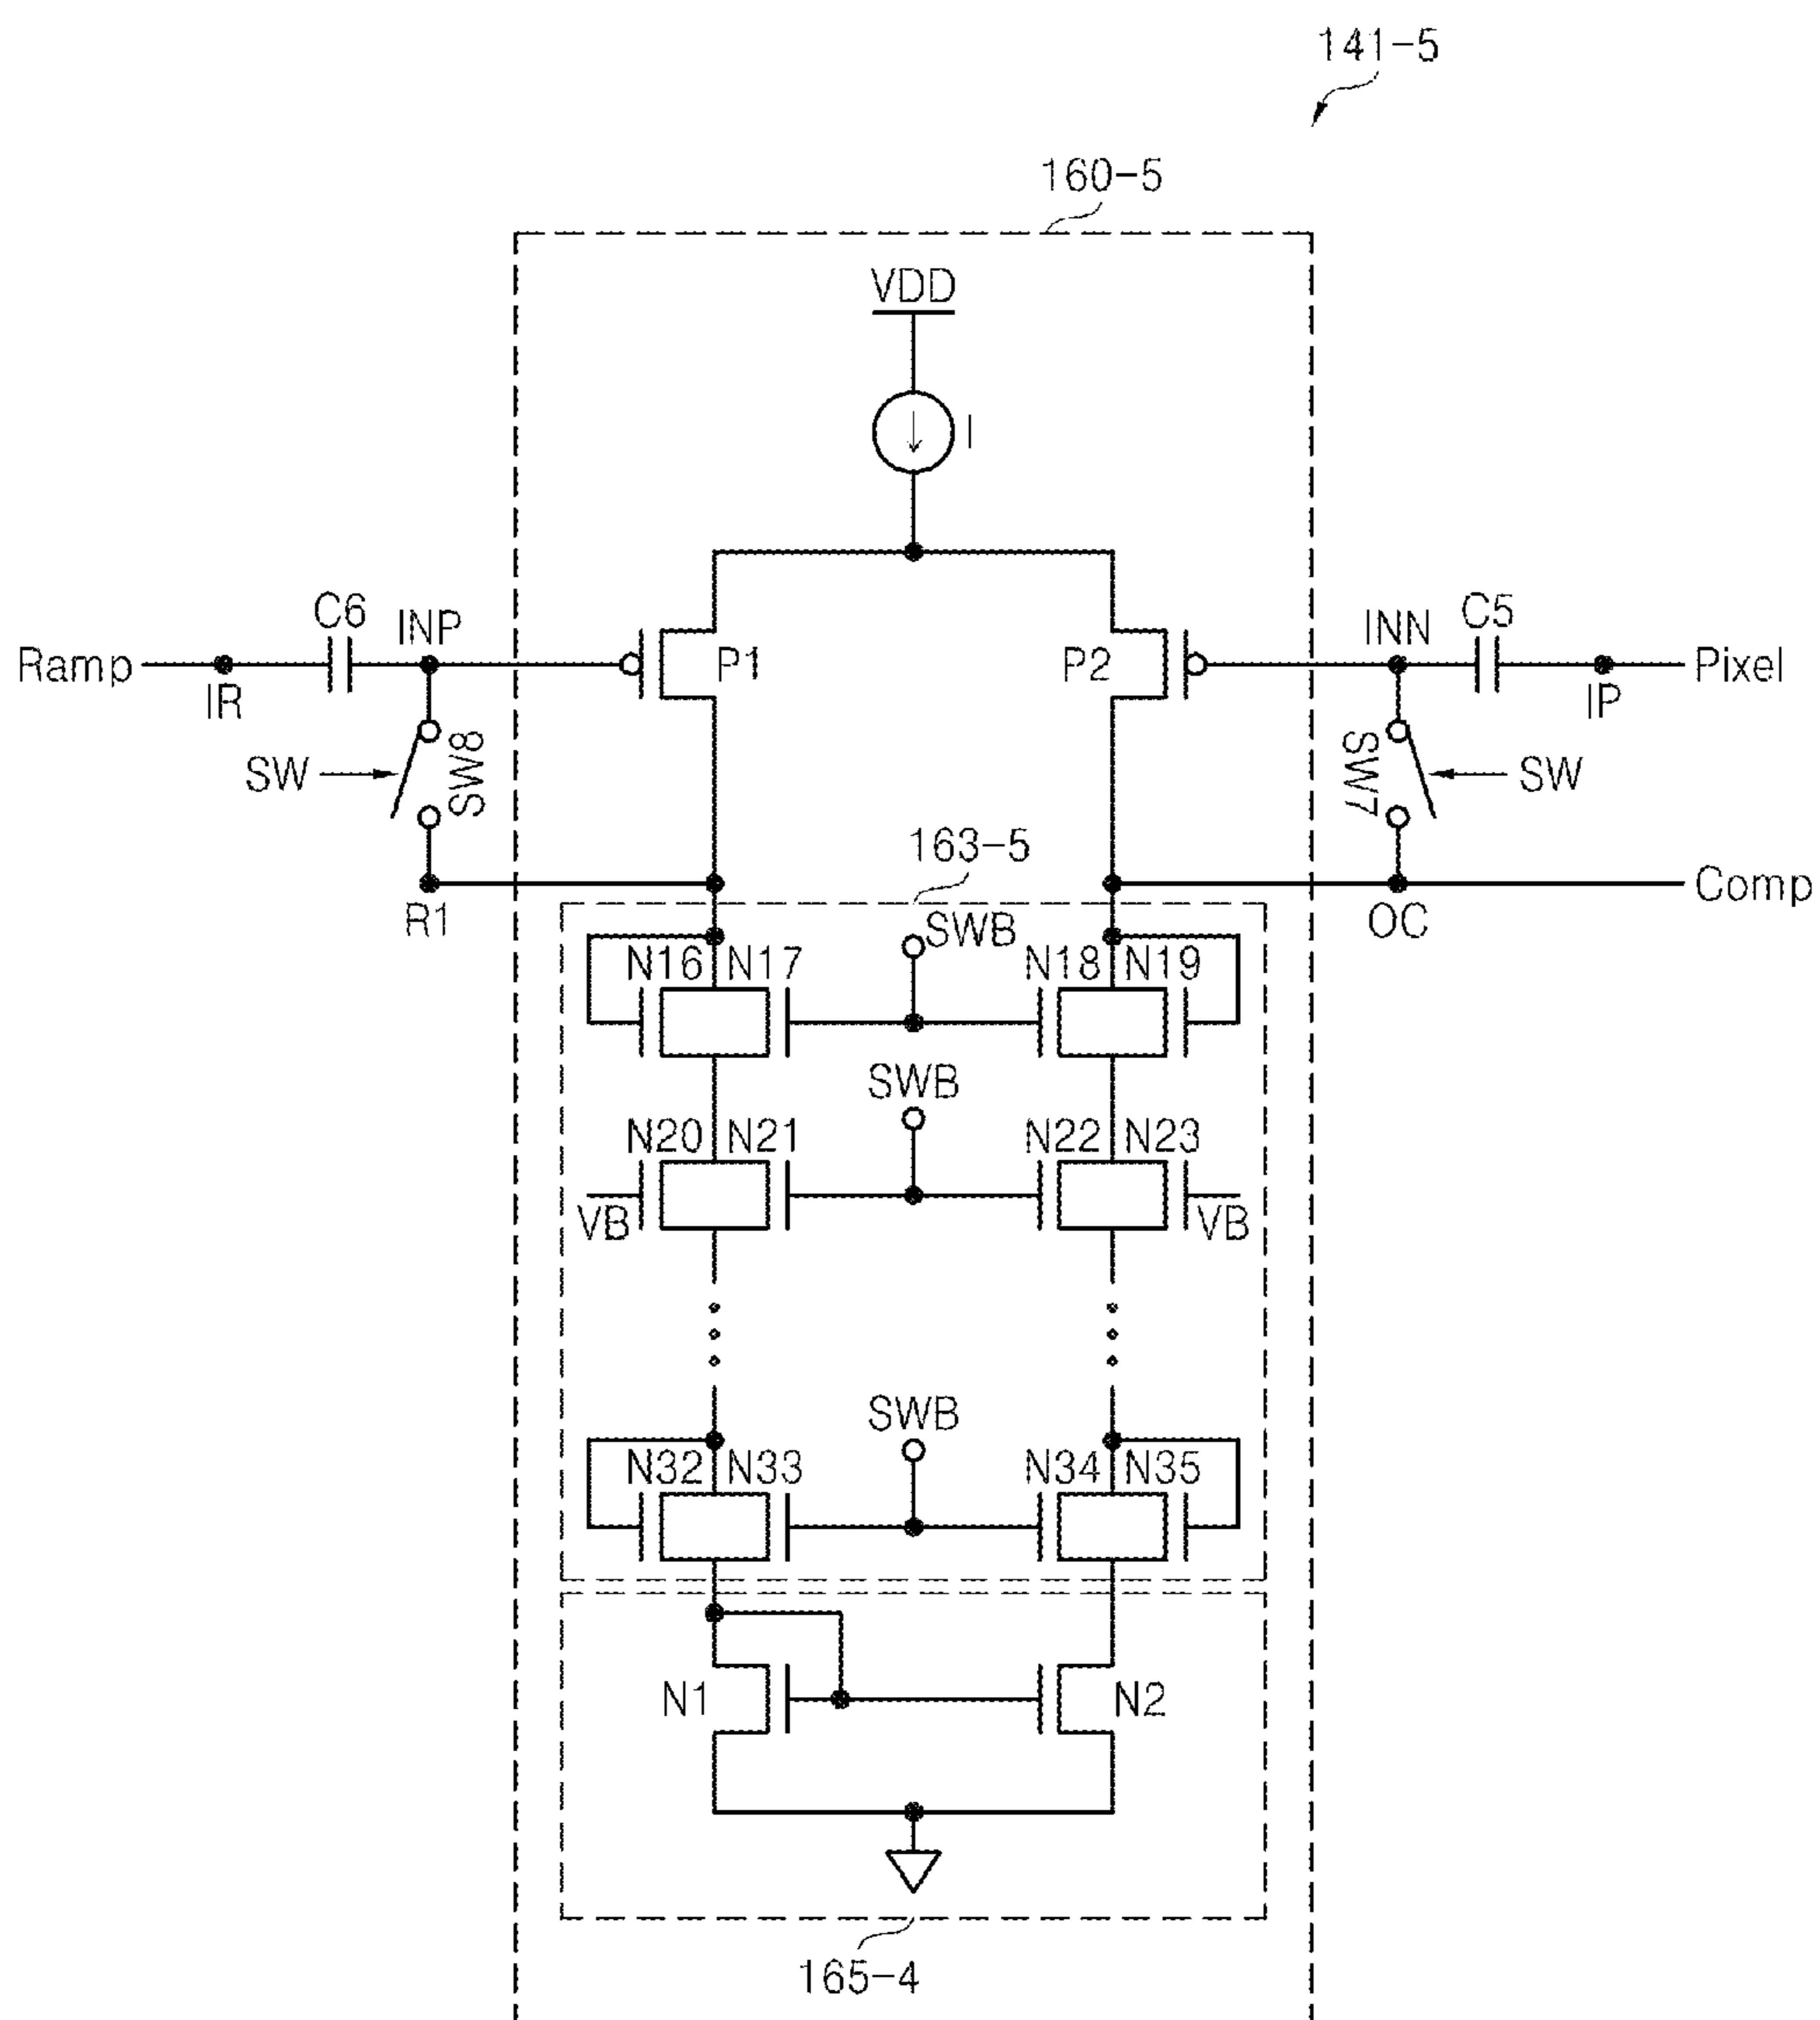 141-5
160-5
VDD
I
C6 INP P1 P2 INN C5
Ramp Pixel
IR IP
SW SW8 SW7 SW
163-5
R1 OC Comp
SWB
N16 N17 N18 N19
SWB
N20 N21 N22 N23
VB VB
SWB
N32 N33 N34 N35
N1 N2
165-4